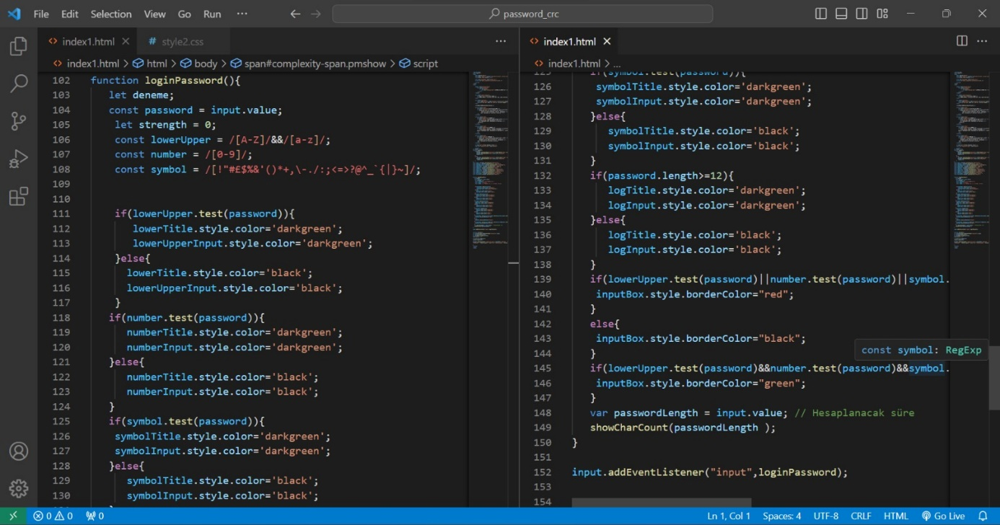 File Edit Selection View Go Run ···
password_crc
index1.html
# style2.css
index1.html > html > body > span#complexity-span.pmshow > script
102 function loginPassword(){
103 let deneme;
104 const password = input.value;
105 let strength = 0;
106 const lowerUpper = /[A-Z]/&&/[a-z]/;
107 const number = /[0-9]/;
108 const symbol = /[!"#£$%&'()*+,\-./:;<=>?@^_`{|}~]/;
109
110
111 if(lowerUpper.test(password)){
112 lowerTitle.style.color='darkgreen';
113 lowerUpperInput.style.color='darkgreen';
114 }else{
115 lowerTitle.style.color='black';
116 lowerUpperInput.style.color='black';
117 }
118 if(number.test(password)){
119 numberTitle.style.color='darkgreen';
120 numberInput.style.color='darkgreen';
121 }else{
122 numberTitle.style.color='black';
123 numberInput.style.color='black';
124 }
125 if(symbol.test(password)){
126 symbolTitle.style.color='darkgreen';
127 symbolInput.style.color='darkgreen';
128 }else{
129 symbolTitle.style.color='black';
130 symbolInput.style.color='black';
index1.html
index1.html > ...
125 if(symbol.test(password)){
126 symbolTitle.style.color='darkgreen';
127 symbolInput.style.color='darkgreen';
128 }else{
129 symbolTitle.style.color='black';
130 symbolInput.style.color='black';
131 }
132 if(password.length>=12){
133 logTitle.style.color='darkgreen';
134 logInput.style.color='darkgreen';
135 }else{
136 logTitle.style.color='black';
137 logInput.style.color='black';
138 }
139 if(lowerUpper.test(password)||number.test(password)||symbol.
140 inputBox.style.borderColor="red";
141 }
142 else{
143 inputBox.style.borderColor="black";
144 }
const symbol: RegExp
145 if(lowerUpper.test(password)&&number.test(password)&&symbol.
146 inputBox.style.borderColor="green";
147 }
148 var passwordLength = input.value; // Hesaplanacak süre
149 showCharCount(passwordLength );
150 }
151
152 input.addEventListener("input",loginPassword);
153
154
0 0 0
Ln 1, Col 1 Spaces: 4 UTF-8 CRLF HTML Go Live